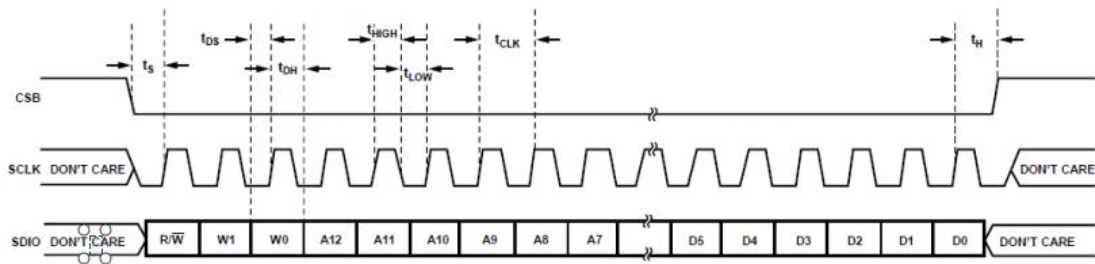 tDS
tHIGH
tCLK
tH
tS
tDH
tLOW
CSB
SCLK DON'T CARE
DON'T CARE
SDIO DON'T CARE R/W̅ W1 W0 A12 A11 A10 A9 A8 A7 D5 D4 D3 D2 D1 D0 DON'T CARE